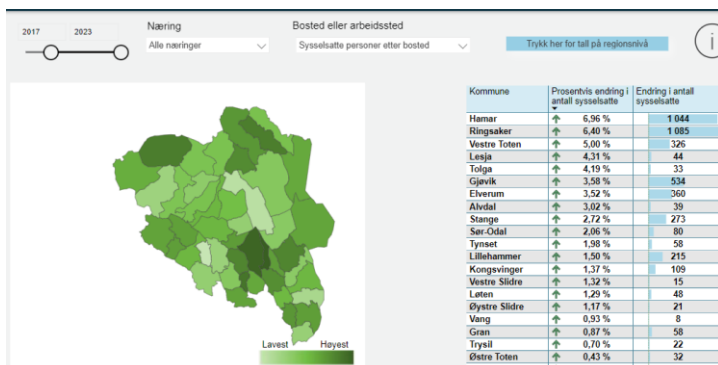 2017 2023
Næring
Alle næringer
Bosted eller arbeidssted
Sysselsatte personer etter bosted
Trykk her for tall på regionsnivå
i
Lavest Høyest
Kommune Prosentvis endring i antall sysselsatte Endring i antall sysselsatte
Hamar 6,96 % 1 044
Ringsaker 6,40 % 1 085
Vestre Toten 5,00 % 326
Lesja 4,31 % 44
Tolga 4,19 % 33
Gjøvik 3,58 % 534
Elverum 3,52 % 360
Alvdal 3,02 % 39
Stange 2,72 % 273
Sør-Odal 2,06 % 80
Tynset 1,98 % 58
Lillehammer 1,50 % 215
Kongsvinger 1,37 % 109
Vestre Slidre 1,32 % 15
Løten 1,29 % 48
Øystre Slidre 1,17 % 21
Vang 0,93 % 8
Gran 0,87 % 58
Trysil 0,70 % 22
Østre Toten 0,43 % 32